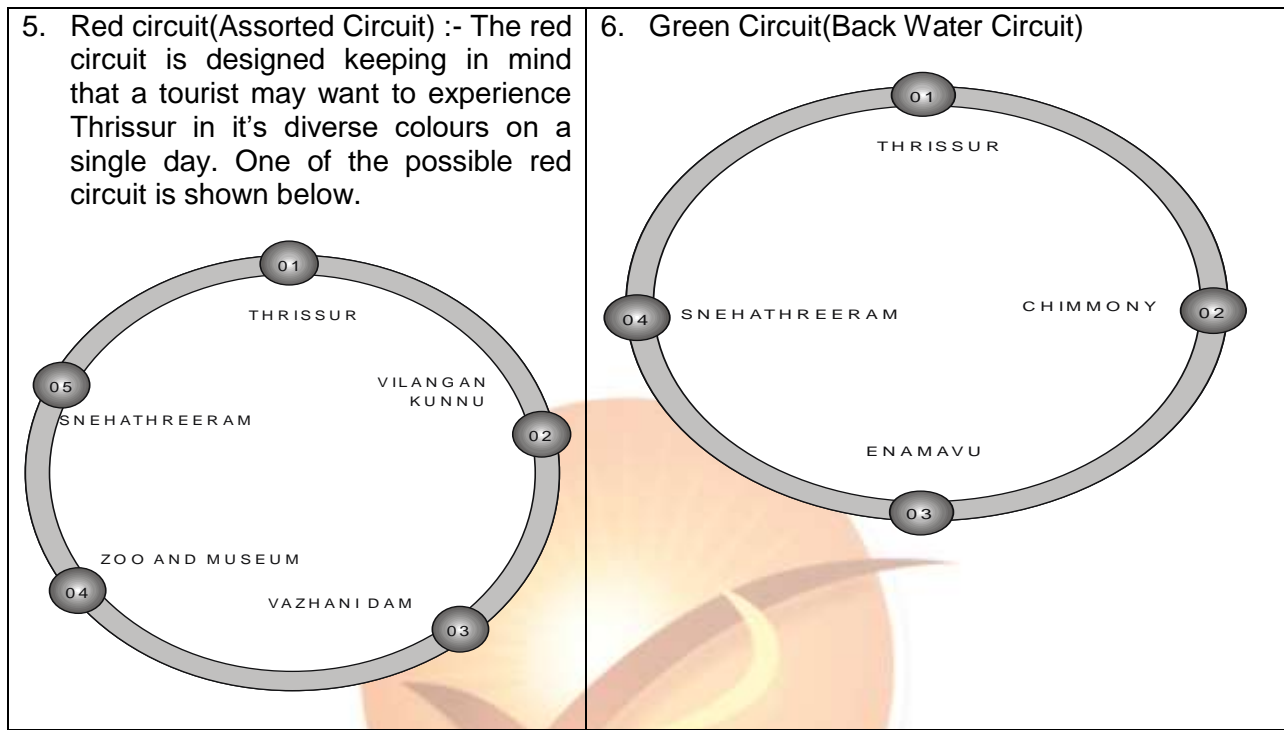 5. Red circuit(Assorted Circuit) :- The red
circuit is designed keeping in mind
that a tourist may want to experience
Thrissur in it's diverse colours on a
single day. One of the possible red
circuit is shown below.
01
THRISSUR
VILANGAN
KUNNU
02
05
SNEHATHREERAM
ZOO AND MUSEUM
04
VAZHANI DAM
03
6. Green Circuit(Back Water Circuit)
01
THRISSUR
04 SNEHATHREERAM
CHIMMONY 02
ENAMAVU
03